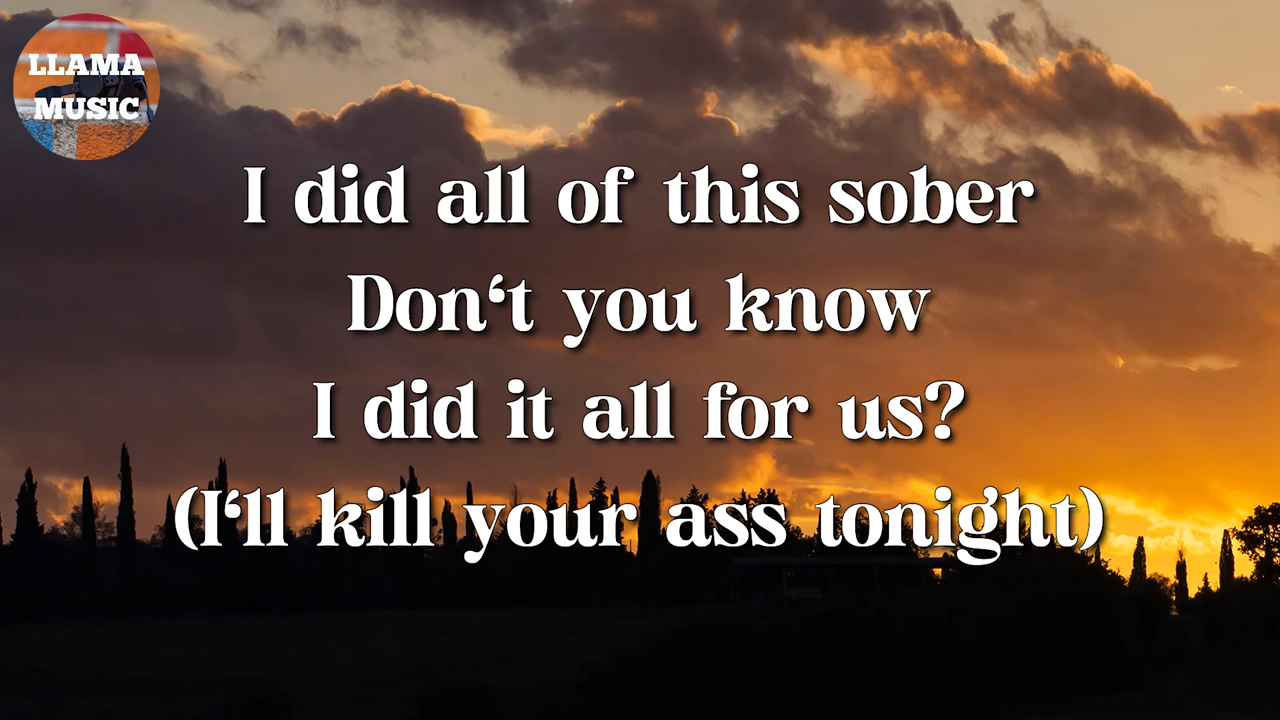 LLAMA
MUSIC
I did all of this sober
Don‘t you know
I did it all for us?
(I‘ll kill your ass tonight)